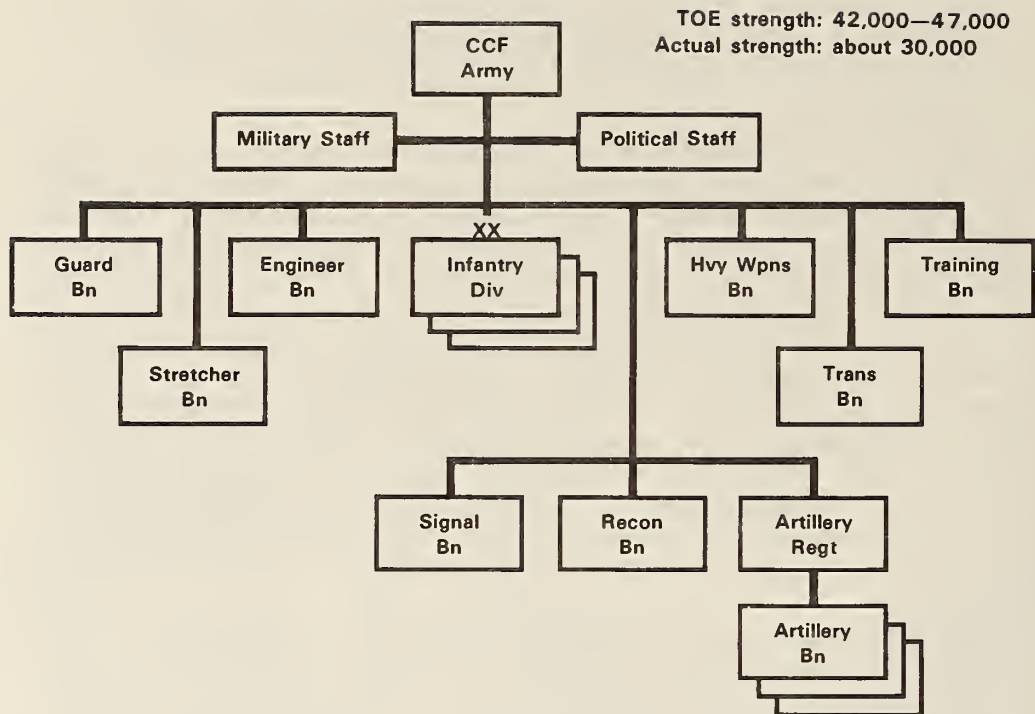 TOE strength: 42,000—47,000
Actual strength: about 30,000
CCF
Army
Military Staff
Political Staff
XX
Guard
Bn
Engineer
Bn
Infantry
Div
Hvy Wpns
Bn
Training
Bn
Stretcher
Bn
Trans
Bn
Signal
Bn
Recon
Bn
Artillery
Regt
Artillery
Bn